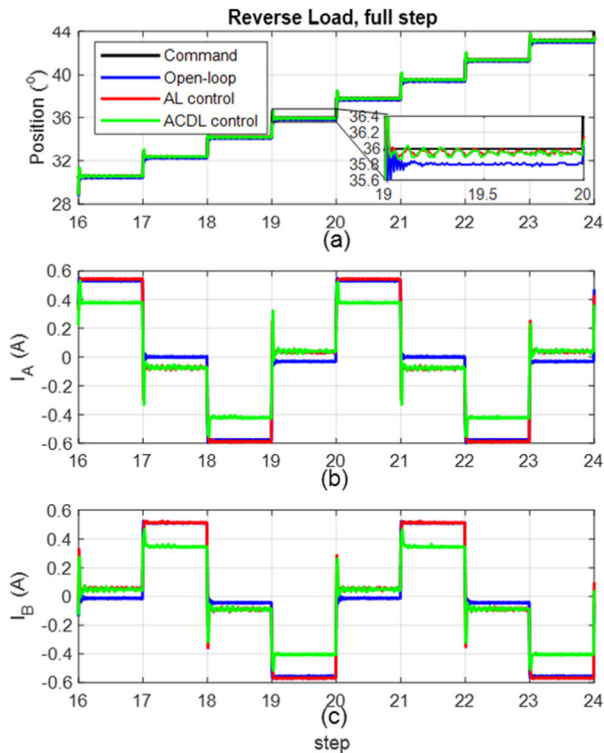 Reverse Load, full step
Position (°)
44
40
36
32
28
Command
Open-loop
AL control
ACDL control
36.4
36.2
36
35.8
35.6
19 19.5 20
16 17 18 19 20 21 22 23 24
(a)
I_A (A)
0.6
0.4
0.2
0
-0.2
-0.4
-0.6
16 17 18 19 20 21 22 23 24
(b)
I_B (A)
0.6
0.4
0.2
0
-0.2
-0.4
-0.6
16 17 18 19 20 21 22 23 24
(c)
step